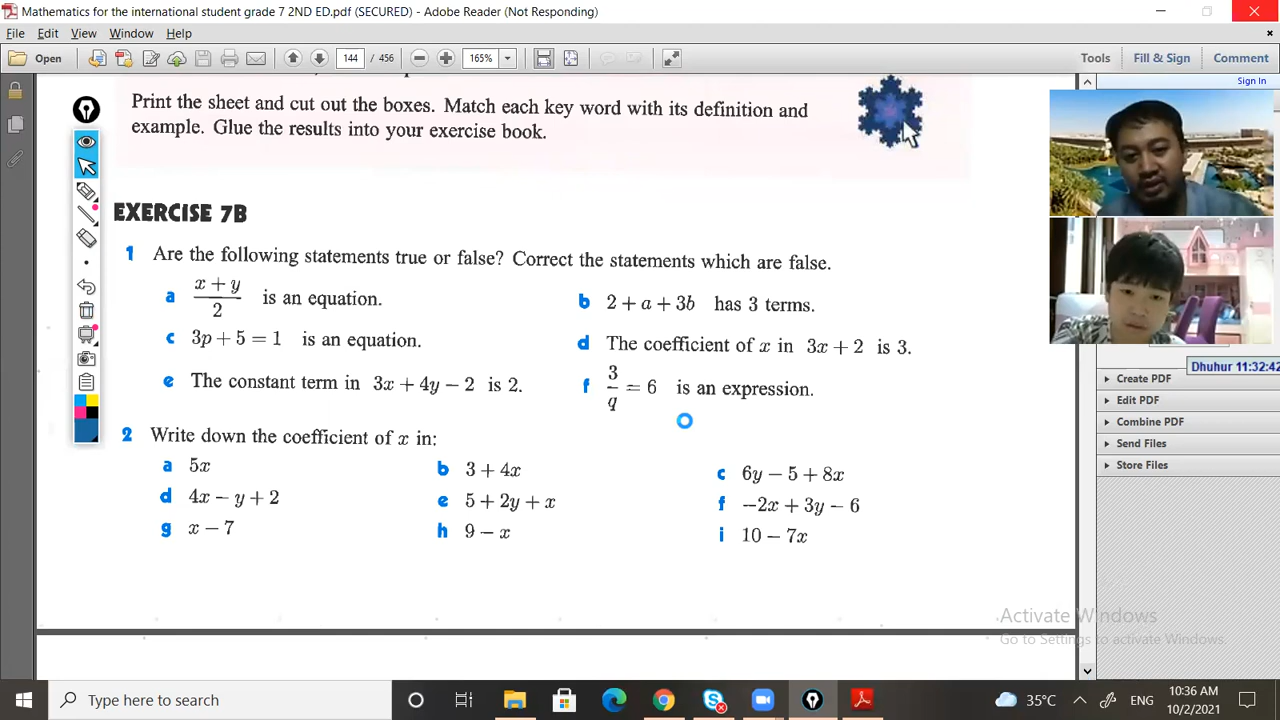 Mathematics for the international student grade 7 2ND ED.pdf (SECURED) - Adobe Reader (Not Responding)
File Edit View Window Help
Open 144 / 456 165% Tools Fill & Sign Comment
Sign In
Print the sheet and cut out the boxes. Match each key word with its definition and
example. Glue the results into your exercise book.
EXERCISE 7B
1 Are the following statements true or false? Correct the statements which are false.
a (x + y)/2 is an equation. b 2 + a + 3b has 3 terms.
c 3p + 5 = 1 is an equation. d The coefficient of x in 3x + 2 is 3.
e The constant term in 3x + 4y − 2 is 2. f 3/q = 6 is an expression.
2 Write down the coefficient of x in:
a 5x b 3 + 4x c 6y − 5 + 8x
d 4x − y + 2 e 5 + 2y + x f −2x + 3y − 6
g x − 7 h 9 − x i 10 − 7x
Dhuhur 11:32:42
Create PDF
Edit PDF
Combine PDF
Send Files
Store Files
Activate Windows
Go to Settings to activate Windows.
Type here to search
35°C ENG 10:36 AM
10/2/2021